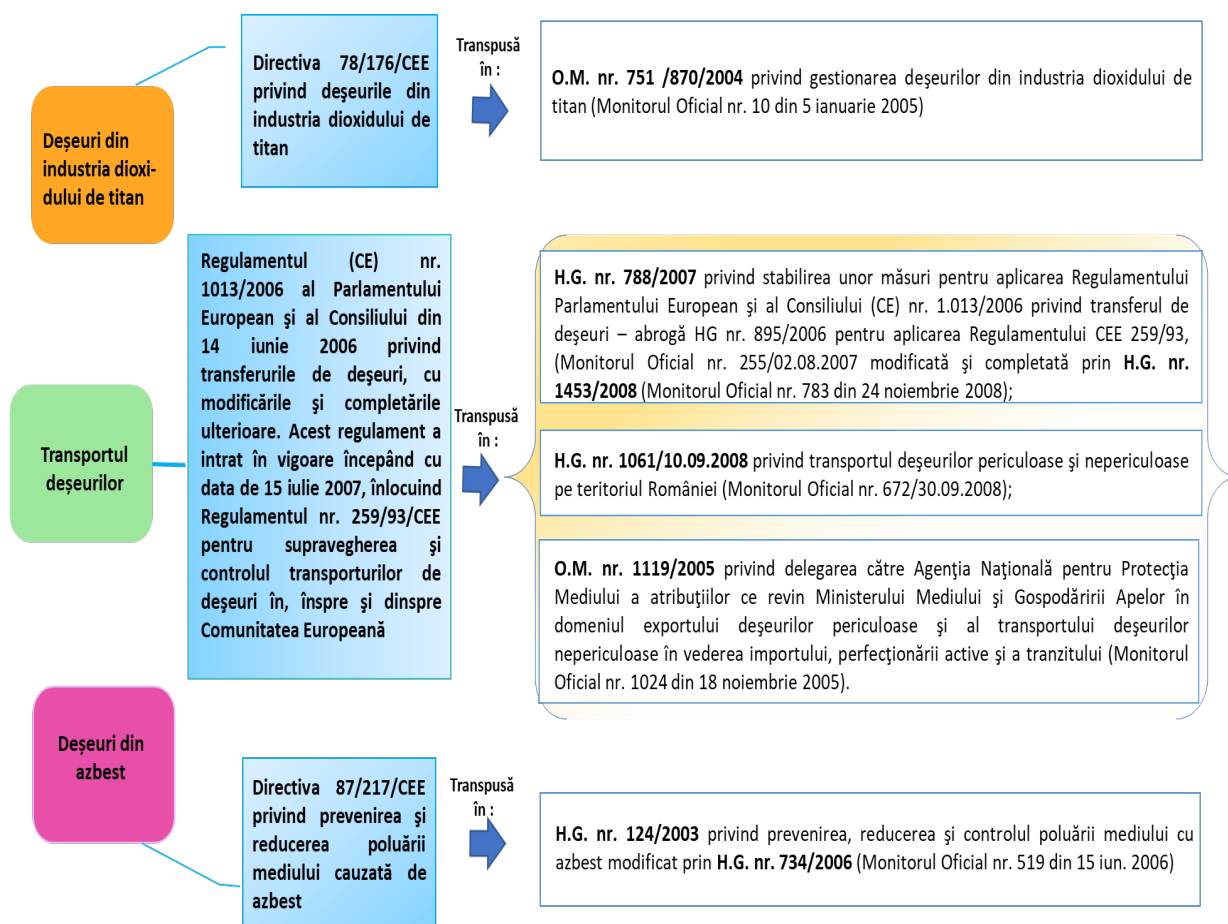 Deșeuri din
industria dioxi-
dului de titan
Directiva 78/176/CEE
privind deşeurile din
industria dioxidului de
titan
Transpusă
în :
O.M. nr. 751 /870/2004 privind gestionarea deşeurilor din industria dioxidului de
titan (Monitorul Oficial nr. 10 din 5 ianuarie 2005)
Transportul
deșeurilor
Regulamentul (CE) nr.
1013/2006 al Parlamentului
European şi al Consiliului din
14 iunie 2006 privind
transferurile de deşeuri, cu
modificările şi completările
ulterioare. Acest regulament a
intrat în vigoare începând cu
data de 15 iulie 2007, înlocuind
Regulamentul nr. 259/93/CEE
pentru supravegherea şi
controlul transporturilor de
deşeuri în, înspre şi dinspre
Comunitatea Europeană
Transpusă
în :
H.G. nr. 788/2007 privind stabilirea unor măsuri pentru aplicarea Regulamentului
Parlamentului European şi al Consiliului (CE) nr. 1.013/2006 privind transferul de
deşeuri – abrogă HG nr. 895/2006 pentru aplicarea Regulamentului CEE 259/93,
(Monitorul Oficial nr. 255/02.08.2007 modificată şi completată prin H.G. nr.
1453/2008 (Monitorul Oficial nr. 783 din 24 noiembrie 2008);
H.G. nr. 1061/10.09.2008 privind transportul deşeurilor periculoase şi nepericuloase
pe teritoriul României (Monitorul Oficial nr. 672/30.09.2008);
O.M. nr. 1119/2005 privind delegarea către Agenţia Naţională pentru Protecţia
Mediului a atribuţiilor ce revin Ministerului Mediului şi Gospodăririi Apelor în
domeniul exportului deşeurilor periculoase şi al transportului deşeurilor
nepericuloase în vederea importului, perfecţionării active şi a tranzitului (Monitorul
Oficial nr. 1024 din 18 noiembrie 2005).
Deșeuri din
azbest
Directiva 87/217/CEE
privind prevenirea şi
reducerea poluării
mediului cauzată de
azbest
Transpusă
în :
H.G. nr. 124/2003 privind prevenirea, reducerea şi controlul poluării mediului cu
azbest modificat prin H.G. nr. 734/2006 (Monitorul Oficial nr. 519 din 15 iun. 2006)